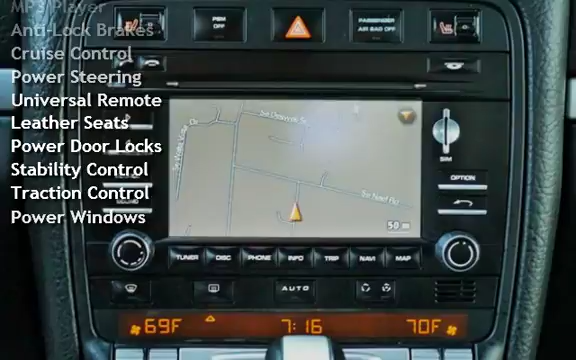 MP3 Player
Anti-Lock Brakes
Cruise Control
Power Steering
Universal Remote
Leather Seats
Power Door Locks
Stability Control
Traction Control
Power Windows
PSM
OFF
PASSENGER
AIR BAG OFF
SIM
OPTION
50
TUNER DISC PHONE INFO TRIP NAVI MAP
AUTO
69F 7:16 70F